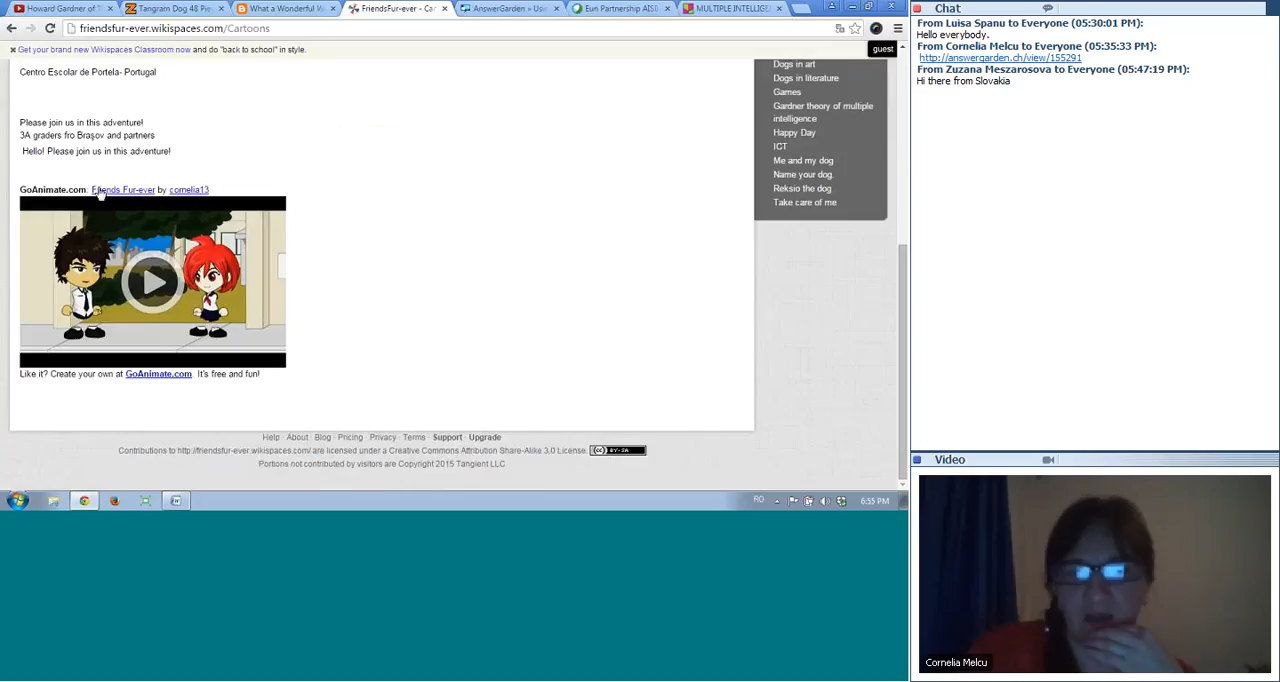 Howard Gardner of T
Tangram Dog 48 Pie
What a Wonderful W
FriendsFur-ever - Car
AnswerGarden » User
Eun Partnership AISE
MULTIPLE INTELLIGE
friendsfur-ever.wikispaces.com/Cartoons
Get your brand new Wikispaces Classroom now and do "back to school" in style.
guest
Centro Escolar de Portela- Portugal
Please join us in this adventure!
3A graders fro Braşov and partners
Hello! Please join us in this adventure!
GoAnimate.com: Friends Fur-ever by cornelia13
Like it? Create your own at GoAnimate.com. It's free and fun!
Dogs in art
Dogs in literature
Games
Gardner theory of multiple
intelligence
Happy Day
ICT
Me and my dog
Name your dog.
Reksio the dog
Take care of me
Help · About · Blog · Pricing · Privacy · Terms · Support · Upgrade
Contributions to http://friendsfur-ever.wikispaces.com/ are licensed under a Creative Commons Attribution Share-Alike 3.0 License.
(cc) BY-SA
Portions not contributed by visitors are Copyright 2015 Tangient LLC
RO
6:55 PM
Chat
From Luisa Spanu to Everyone (05:30:01 PM):
Hello everybody.
From Cornelia Melcu to Everyone (05:35:33 PM):
http://answergarden.ch/view/155291
From Zuzana Meszarosova to Everyone (05:47:19 PM):
Hi there from Slovakia
Video
Cornelia Melcu